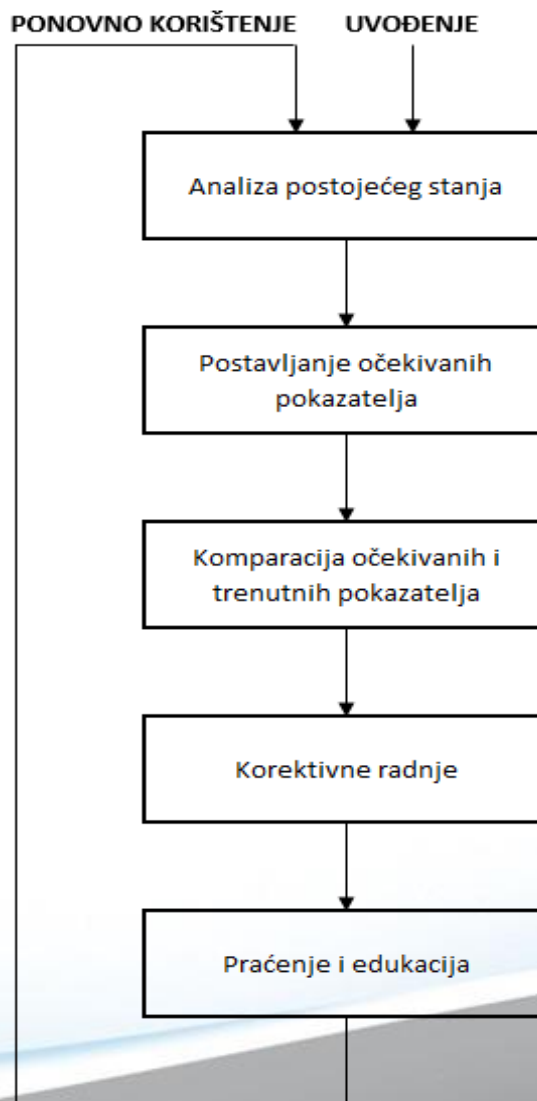 PONOVNO KORIŠTENJE UVOĐENJE
Analiza postojećeg stanja
Postavljanje očekivanih
pokazatelja
Komparacija očekivanih i
trenutnih pokazatelja
Korektivne radnje
Praćenje i edukacija